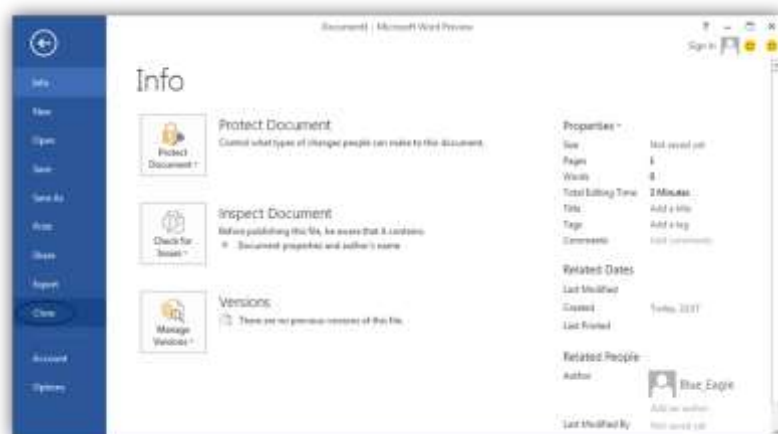 Document1 - Microsoft Word Preview
?
Sign in
Info
New
Open
Save
Save As
Print
Share
Export
Close
Account
Options
Info
Protect Document
Protect Document
Control what types of changes people can make to this document.
Check for Issues
Inspect Document
Before publishing this file, be aware that it contains:
Document properties and author's name
Manage Versions
Versions
There are no previous versions of this file.
Properties
Size Not saved yet
Pages 1
Words 0
Total Editing Time 2 Minutes
Title Add a title
Tags Add a tag
Comments Add comments
Related Dates
Last Modified
Created Today, 22:37
Last Printed
Related People
Author Blue_Eagle
Add an author
Last Modified By Not saved yet